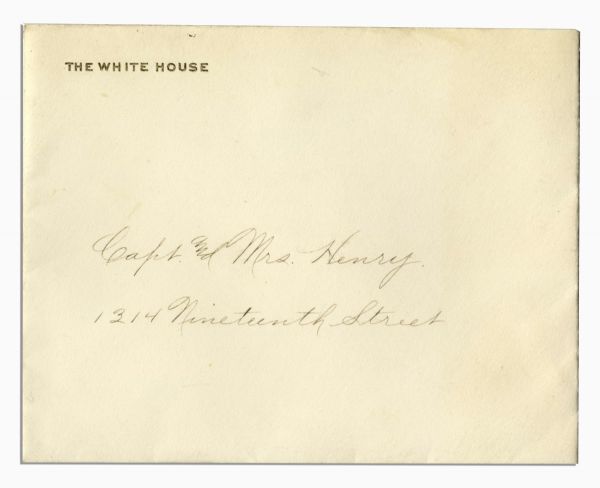 THE WHITE HOUSE
Capt. and Mrs. Henry.
1314 Nineteenth Street